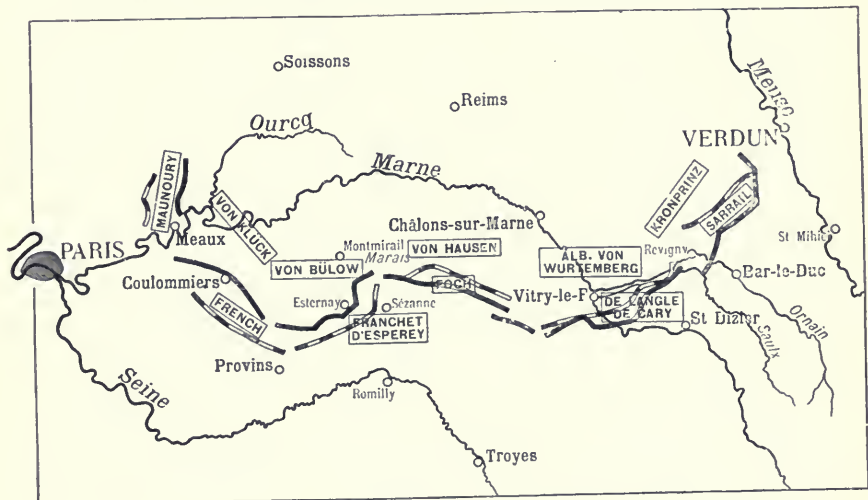 Soissons
Reims
Ourcq
Marne
Meuse
VERDUN
MAUNOURY
VON KLUCK
KRONPRINZ
SARRAIL
PARIS
Meaux
Châlons-sur-Marne
St Mihiel
Montmirail
Marais
VON HAUSEN
VON BÜLOW
ALB. VON
WURTEMBERG
Revigny
Bar-le-Duc
Coulommiers
FOCH
Vitry-le-F
Esternay
Sézanne
FRENCH
FRANCHET
D'ESPEREY
DE LANGLE
DE CARY
St Dizier
Ornain
Saulx
Provins
Seine
Romilly
Troyes